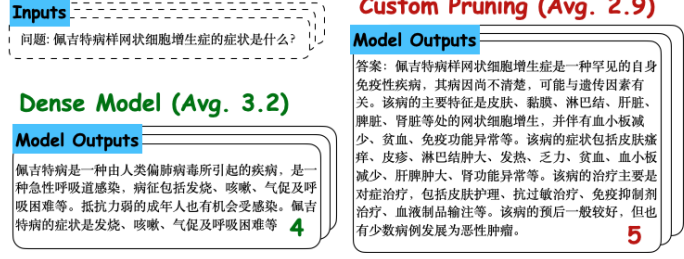 Inputs
问题: 佩吉特病样网状细胞增生症的症状是什么?
Dense Model (Avg. 3.2)
Model Outputs
佩吉特病是一种由人类偏肺病毒所引起的疾病，是一
种急性呼吸道感染，病征包括发烧、咳嗽、气促及呼
吸困难等。抵抗力弱的成年人也有机会受感染。佩吉
特病的症状是发烧、咳嗽、气促及呼吸困难等
4
Custom Pruning (Avg. 2.9)
Model Outputs
答案：佩吉特病样网状细胞增生症是一种罕见的自身
免疫性疾病，其病因尚不清楚，可能与遗传因素有
关。该病的主要特征是皮肤、黏膜、淋巴结、肝脏、
脾脏、肾脏等处的网状细胞增生，并伴有血小板减
少、贫血、免疫功能异常等。该病的症状包括皮肤瘙
痒、皮疹、淋巴结肿大、发热、乏力、贫血、血小板
减少、肝脾肿大、肾功能异常等。该病的治疗主要是
对症治疗，包括皮肤护理、抗过敏治疗、免疫抑制剂
治疗、血液制品输注等。该病的预后一般较好，但也
有少数病例发展为恶性肿瘤。
5